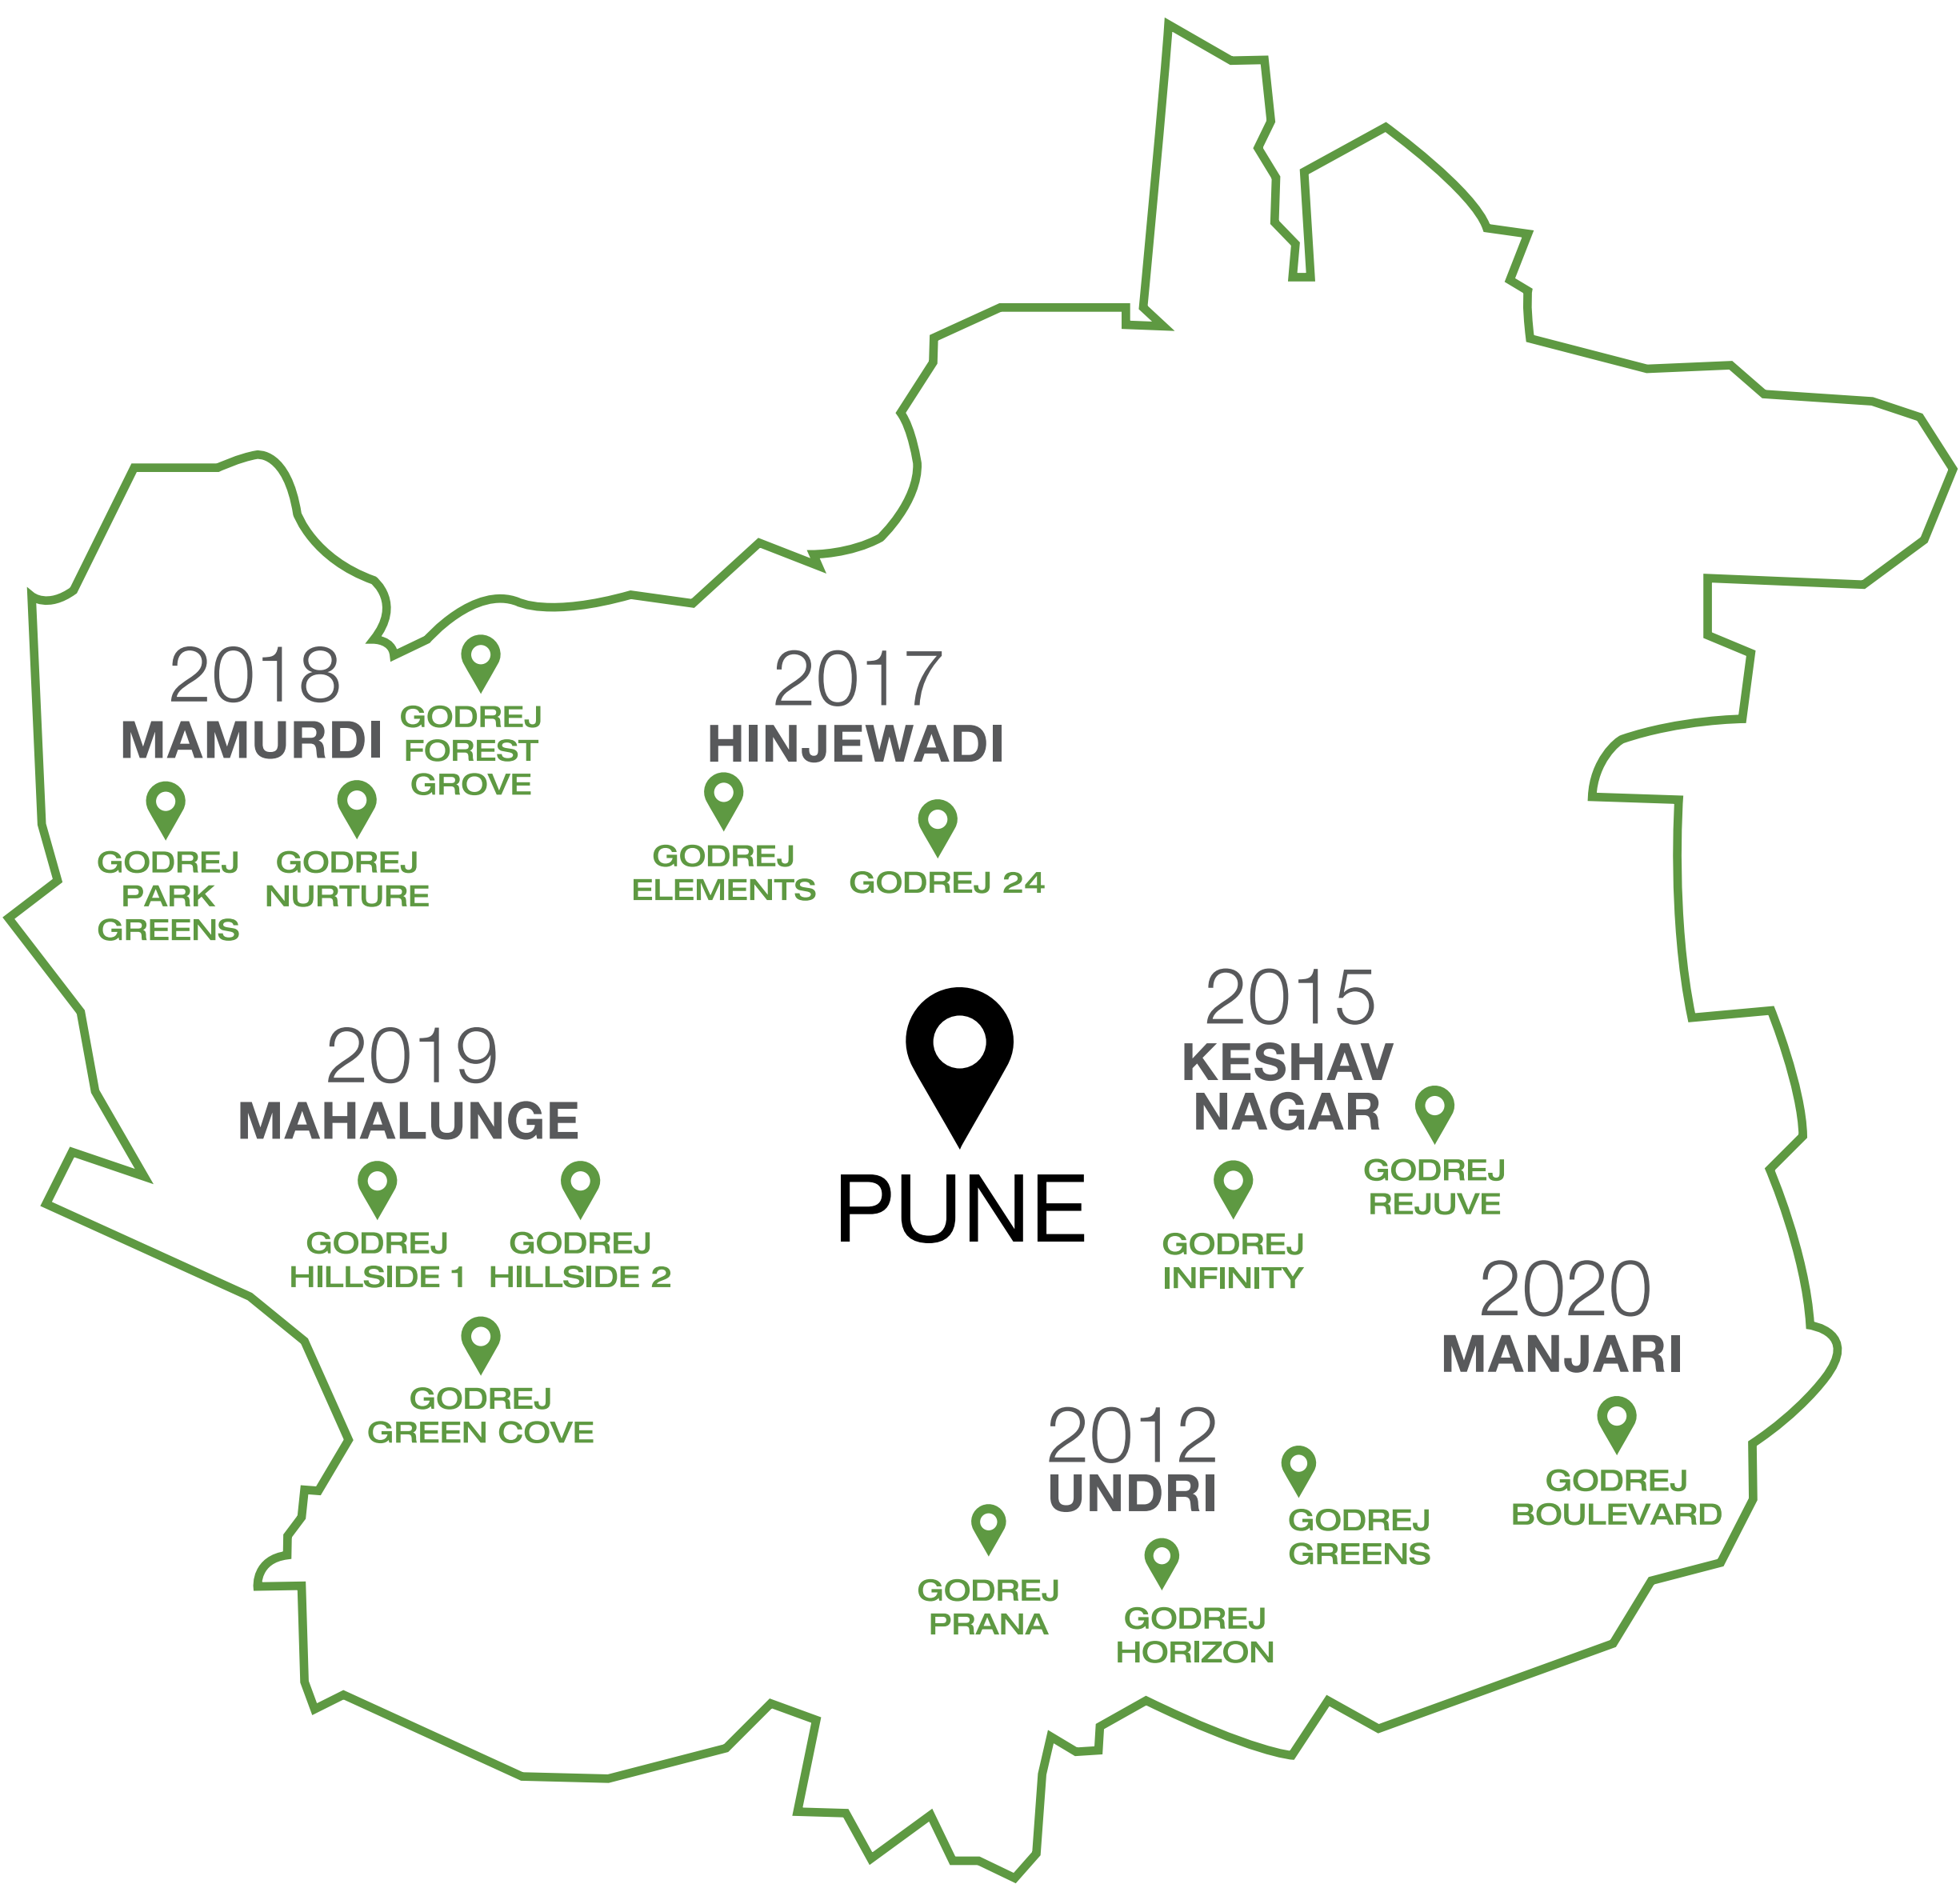 2018
MAMURDI
GODREJ
FOREST
GROVE
GODREJ
PARK
GREENS
GODREJ
NURTURE
2017
HINJEWADI
GODREJ
ELEMENTS
GODREJ 24
2019
MAHALUNGE
GODREJ
HILLSIDE 1
GODREJ
HILLSIDE 2
GODREJ
GREEN COVE
PUNE
2015
KESHAV
NAGAR
GODREJ
REJUVE
GODREJ
INFINITY
2020
MANJARI
GODREJ
BOULEVARD
2012
UNDRI
GODREJ
GREENS
GODREJ
PRANA
GODREJ
HORIZON